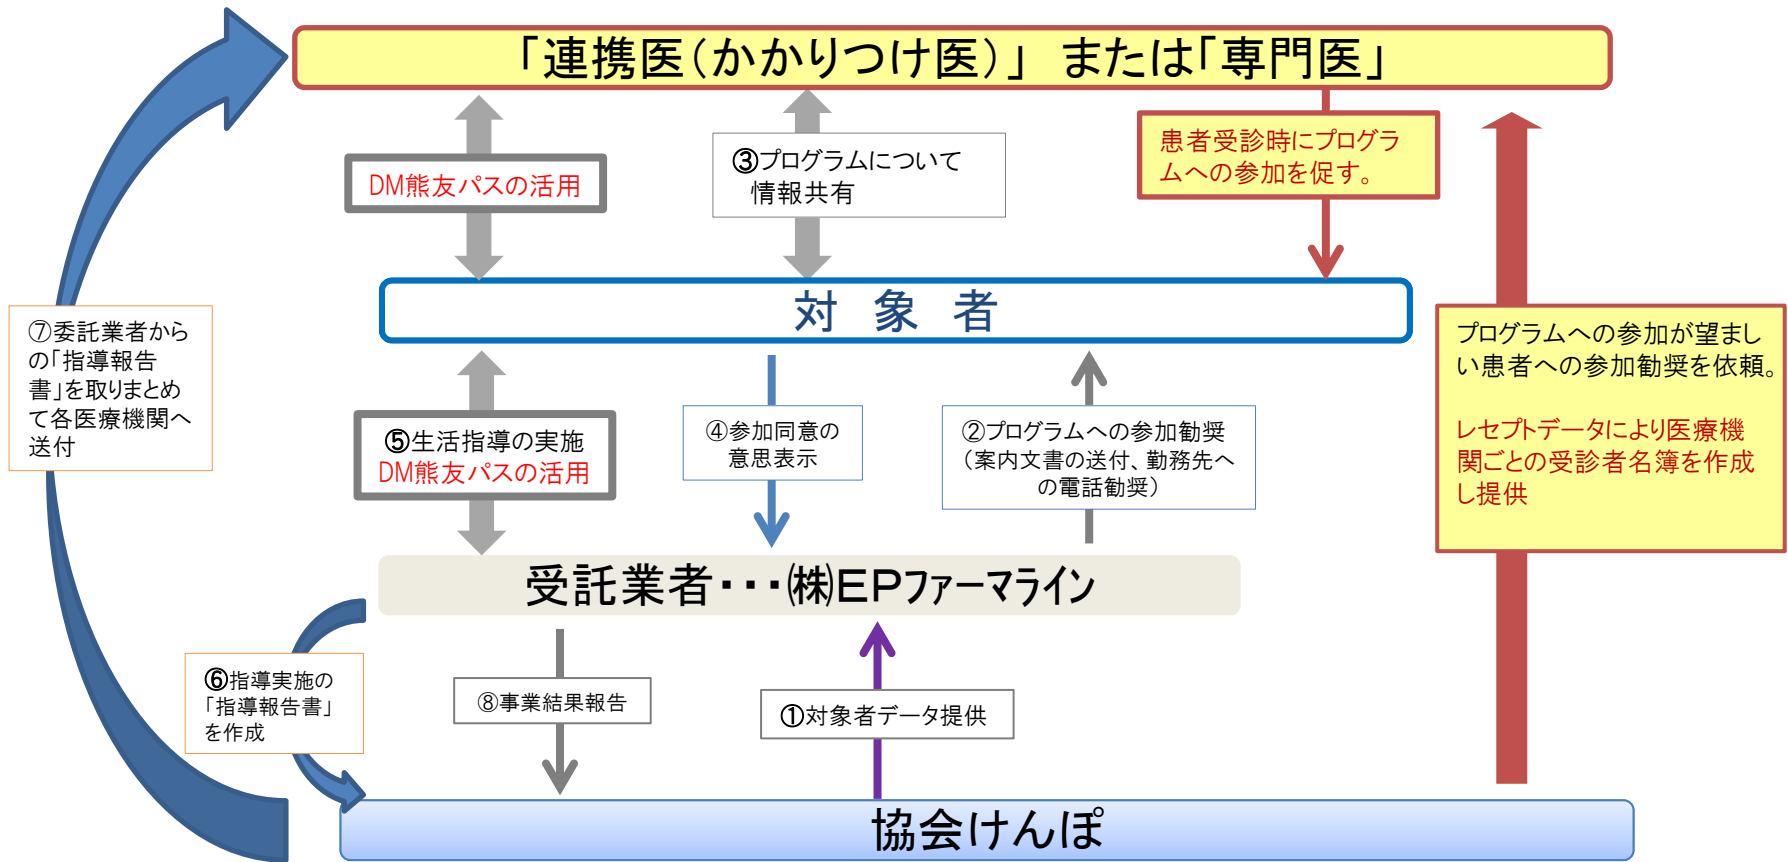 「連携医（かかりつけ医）」 または「専門医」
DM熊友パスの活用
③プログラムについて
情報共有
患者受診時にプログラ
ムへの参加を促す。
対 象 者
⑦委託業者から
の「指導報告
書」を取りまとめ
て各医療機関へ
送付
プログラムへの参加が望まし
い患者への参加勧奨を依頼。
レセプトデータにより医療機
関ごとの受診者名簿を作成
し提供
⑤生活指導の実施
DM熊友パスの活用
④参加同意の
意思表示
②プログラムへの参加勧奨
（案内文書の送付、勤務先へ
の電話勧奨）
受託業者・・・㈱EPファーマライン
⑥指導実施の
「指導報告書」
を作成
⑧事業結果報告
①対象者データ提供
協会けんぽ